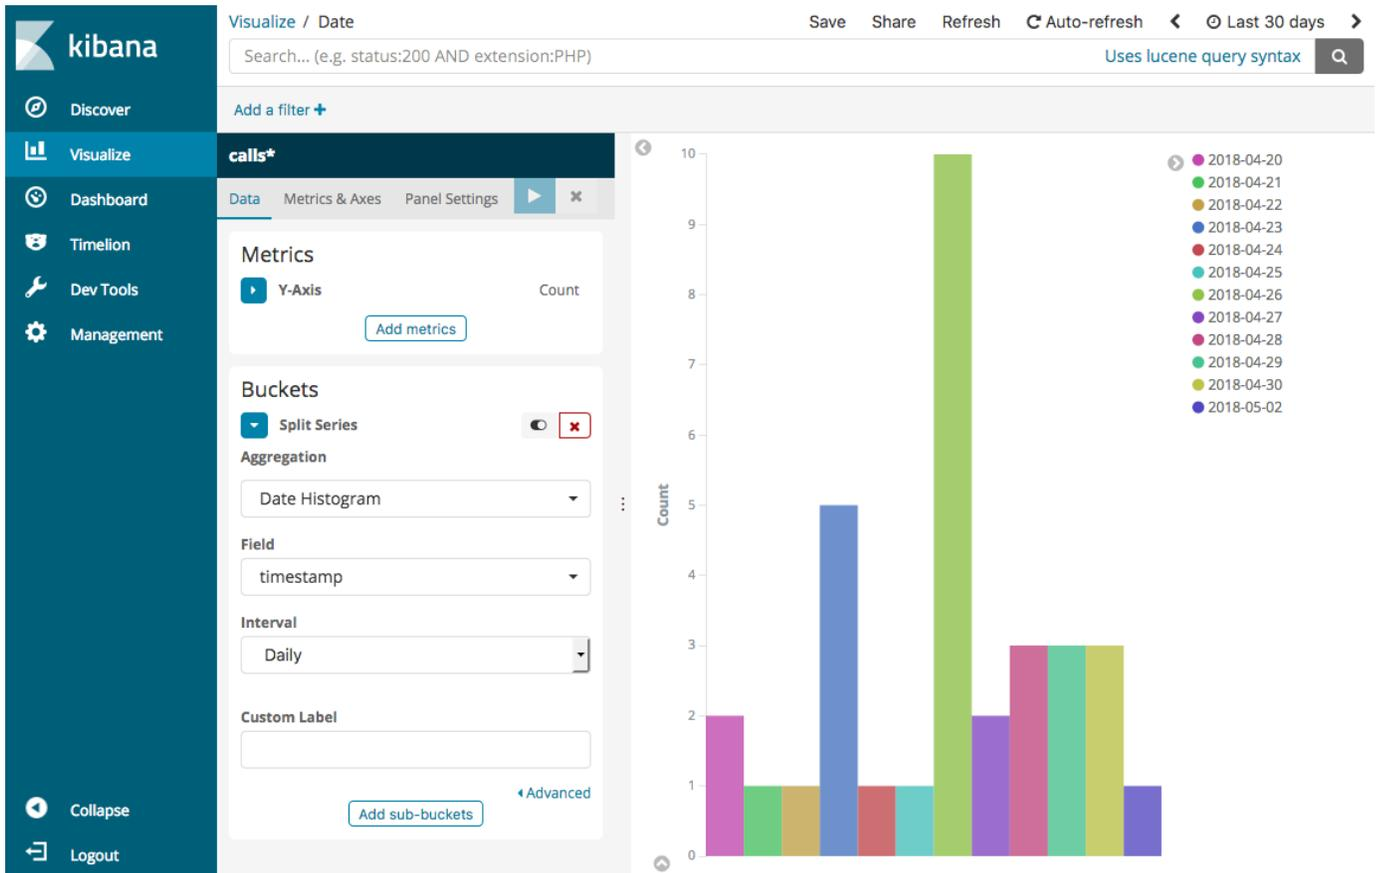 kibana
Discover
Visualize
Dashboard
Timelion
Dev Tools
Management
Collapse
Logout
Visualize / Date
Save Share Refresh Auto-refresh Last 30 days
Search... (e.g. status:200 AND extension:PHP) Uses lucene query syntax
Add a filter +
calls*
Data Metrics & Axes Panel Settings
Metrics
Y-Axis Count
Add metrics
Buckets
Split Series
Aggregation
Date Histogram
Field
timestamp
Interval
Daily
Custom Label
Advanced
Add sub-buckets
Count
10
9
8
7
6
5
4
3
2
1
0
2018-04-20
2018-04-21
2018-04-22
2018-04-23
2018-04-24
2018-04-25
2018-04-26
2018-04-27
2018-04-28
2018-04-29
2018-04-30
2018-05-02